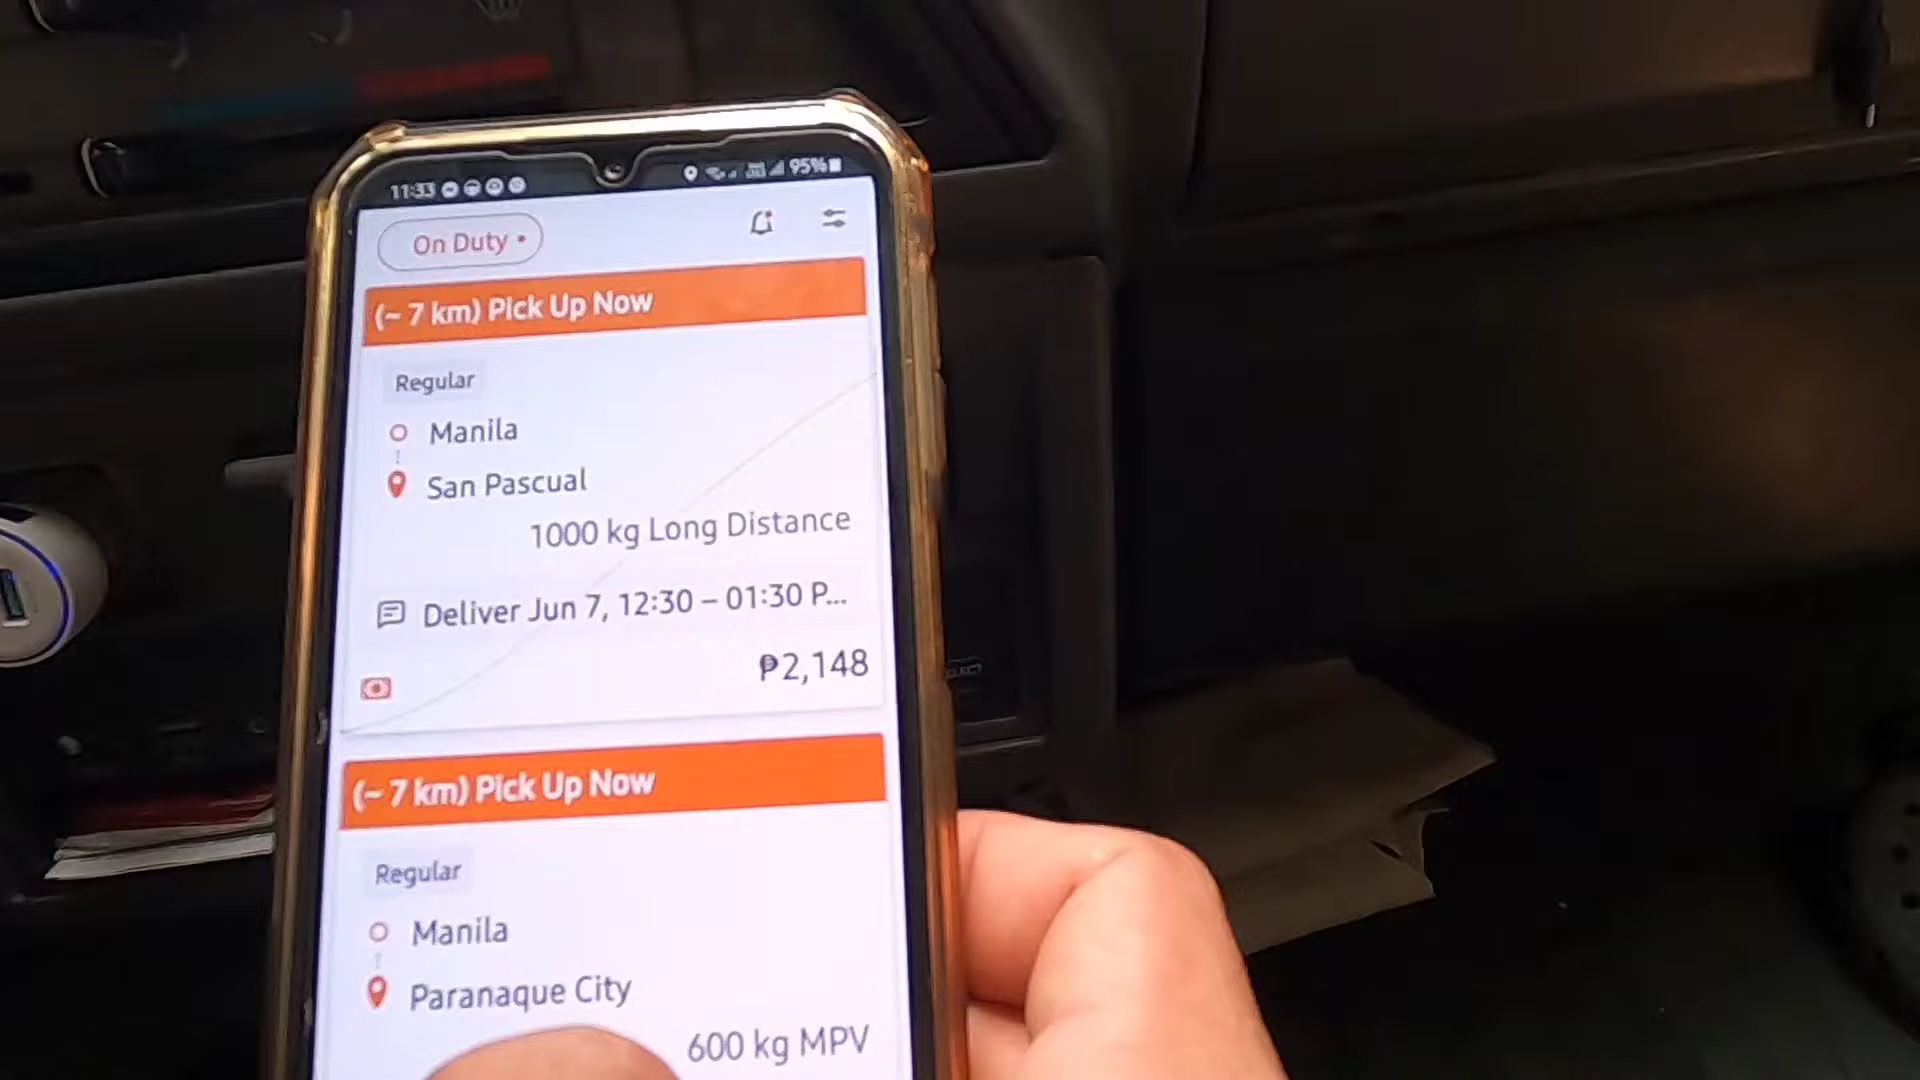 11:33
95%
On Duty
(~ 7 km) Pick Up Now
Regular
Manila
San Pascual
1000 kg Long Distance
Deliver Jun 7, 12:30 – 01:30 P...
₱2,148
(~ 7 km) Pick Up Now
Regular
Manila
Paranaque City
600 kg MPV